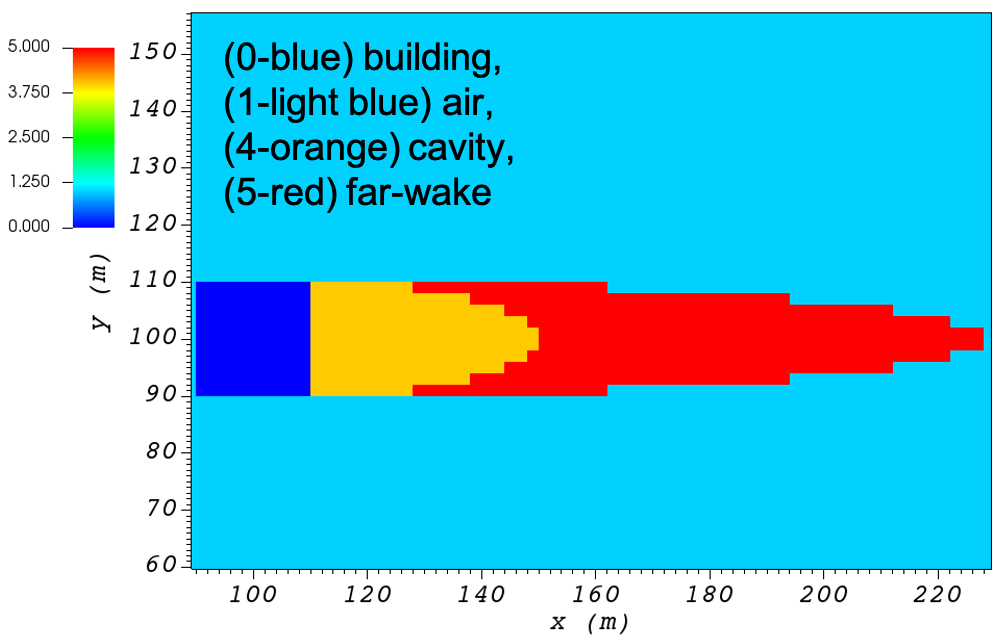 (0-blue) building,
(1-light blue) air,
(4-orange) cavity,
(5-red) far-wake
5.000
3.750
2.500
1.250
0.000
y (m)
150
140
130
120
110
100
90
80
70
60
100 120 140 160 180 200 220
x (m)